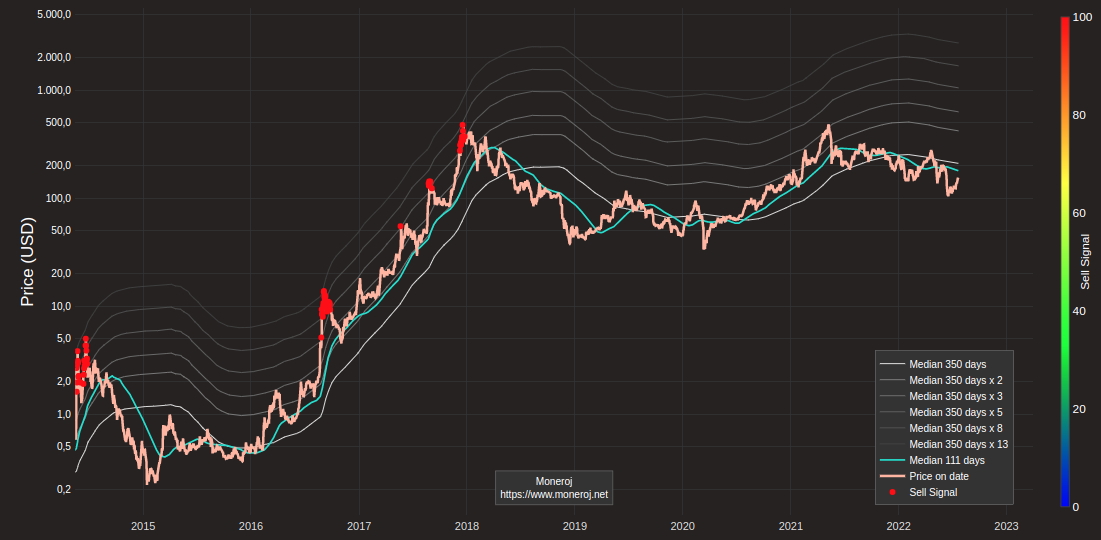 5.000,0
2.000,0
1.000,0
500,0
200,0
100,0
50,0
20,0
10,0
5,0
2,0
1,0
0,5
0,2
Price (USD)
2015
2016
2017
2018
2019
2020
2021
2022
2023
Median 350 days
Median 350 days x 2
Median 350 days x 3
Median 350 days x 5
Median 350 days x 8
Median 350 days x 13
Median 111 days
Price on date
Sell Signal
Moneroj
https://www.moneroj.net
100
80
60
40
20
0
Sell Signal